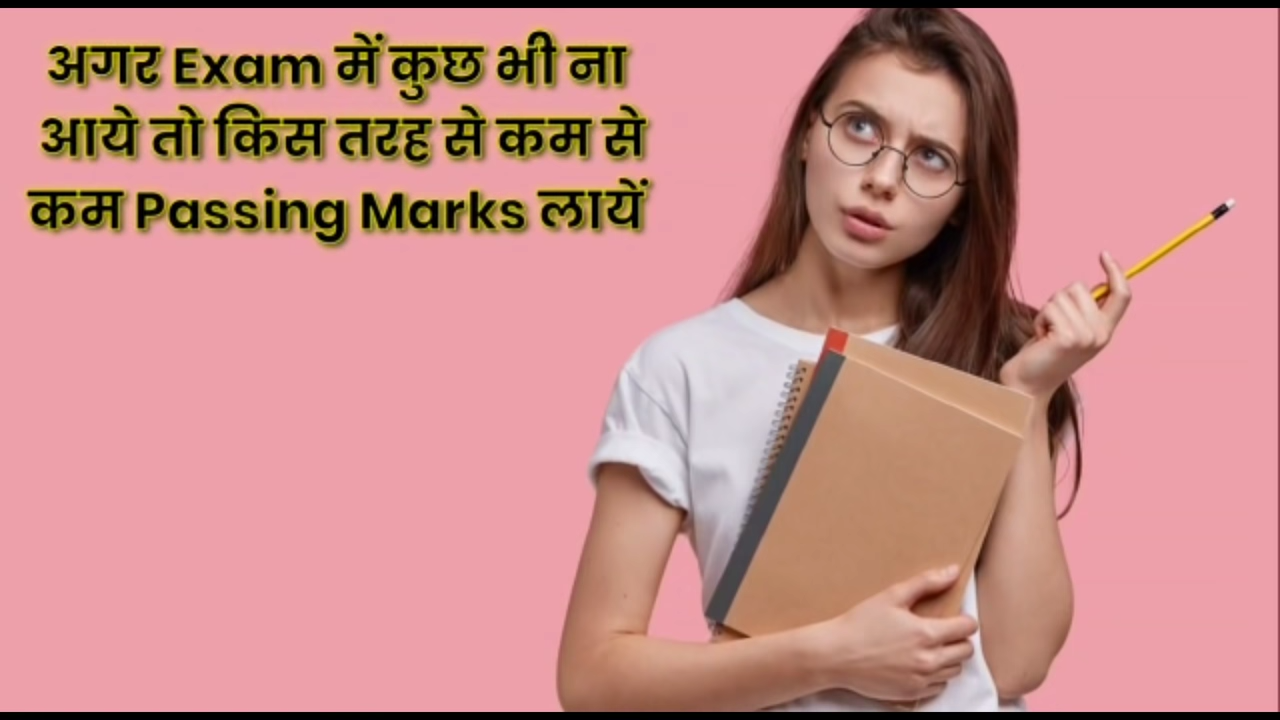 अगर Exam में कुछ भी ना
आये तो किस तरह से कम से
कम Passing Marks लायें